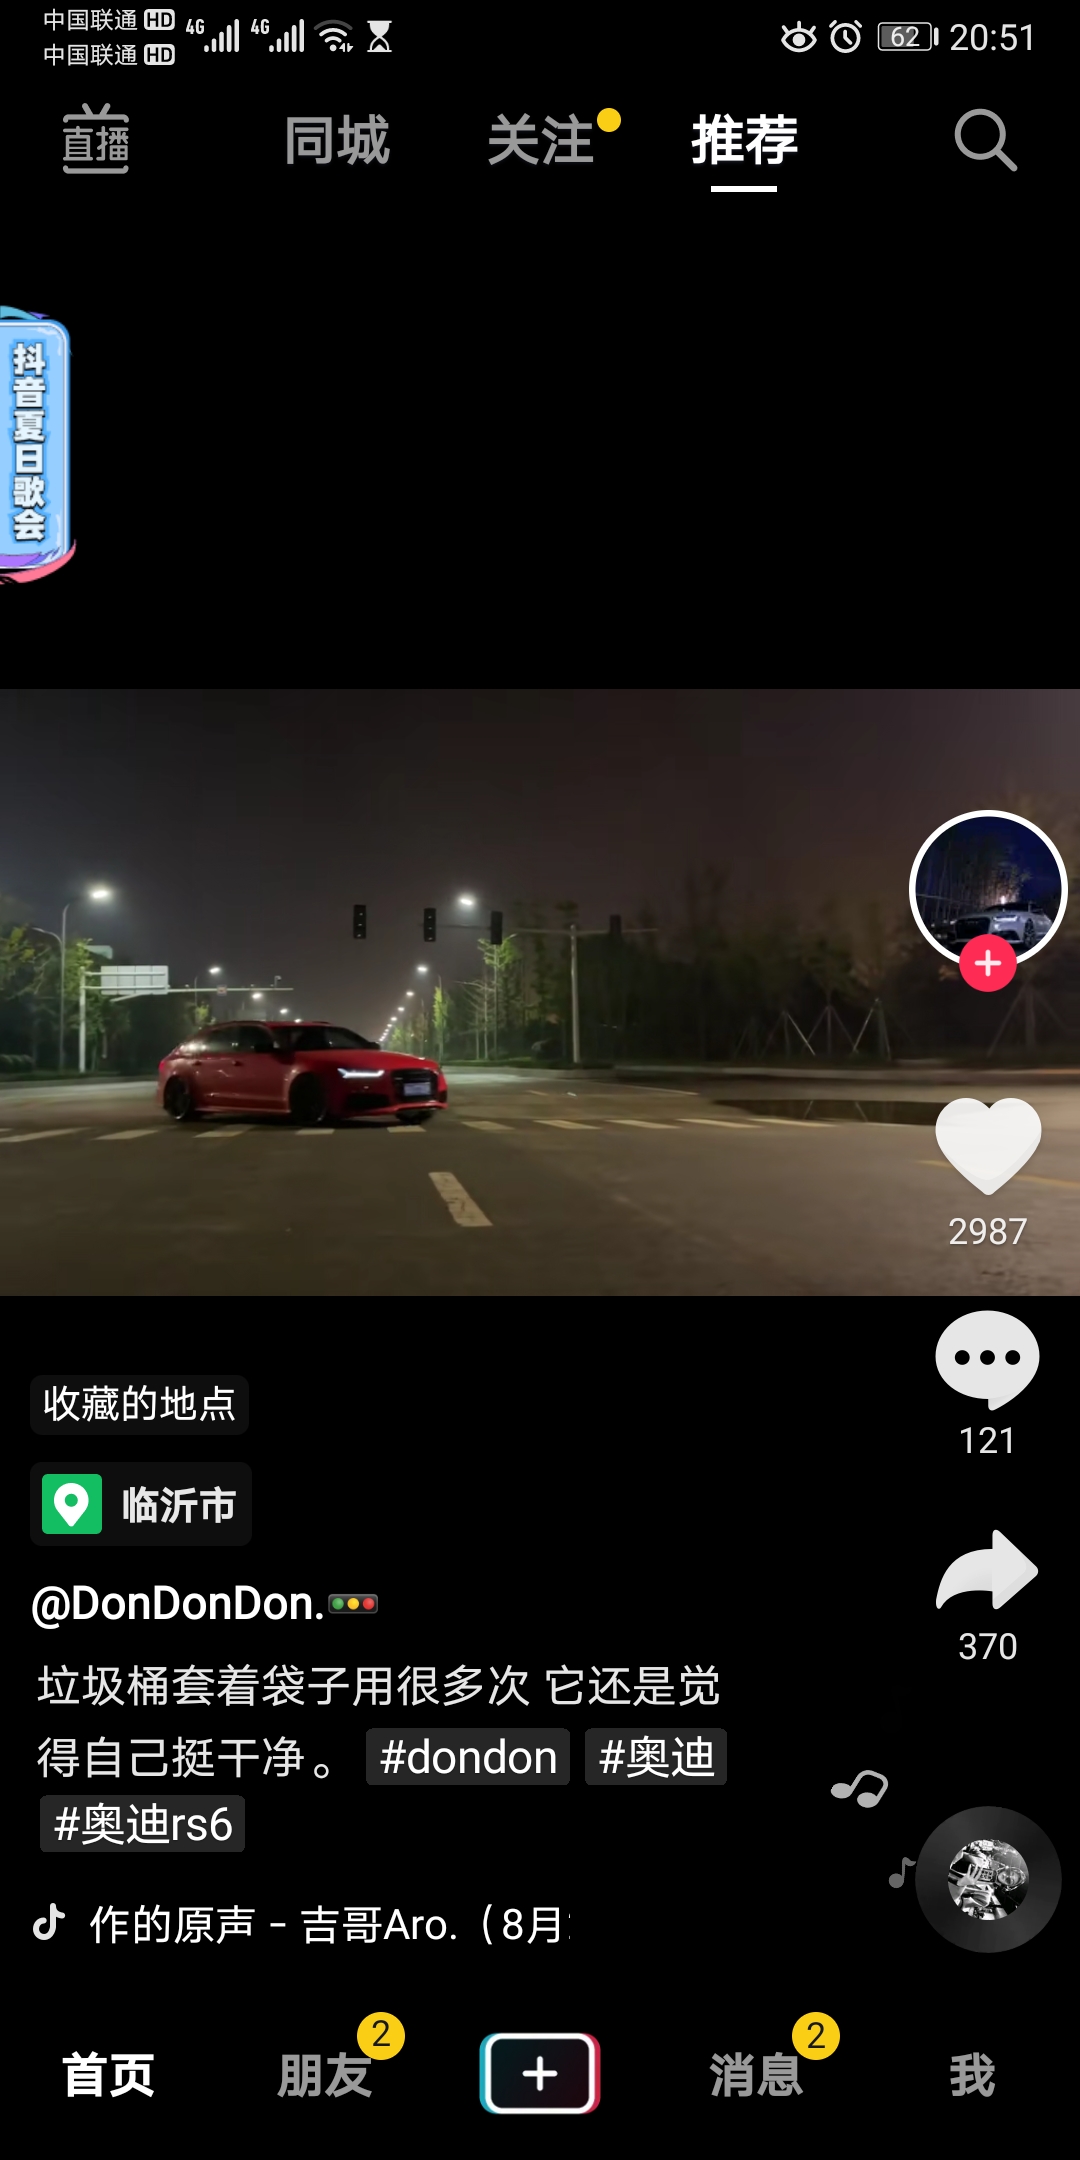 中国联通 HD 4G 4G 62 20:51
中国联通 HD
直播 同城 关注 推荐
抖音夏日歌会
2987
121
收藏的地点
临沂市
370
@DonDonDon.🚦
垃圾桶套着袋子用很多次 它还是觉
得自己挺干净。 #dondon #奥迪
#奥迪rs6
作的原声 - 吉哥Aro.（8月
首页 朋友 2 消息 2 我